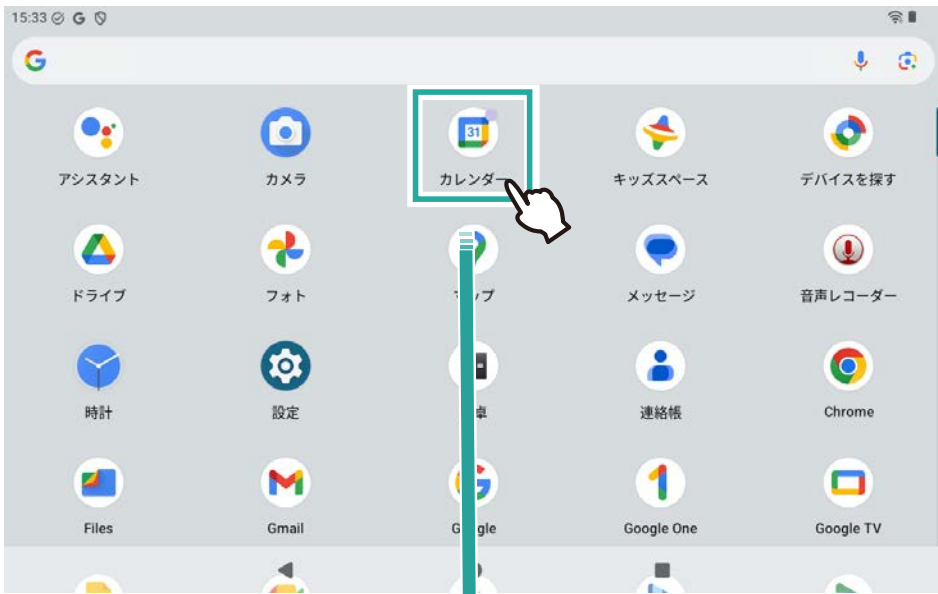 15:33
アシスタント
カメラ
31
カレンダー
キッズスペース
デバイスを探す
ドライブ
フォト
メッセージ
音声レコーダー
時計
設定
卓
連絡帳
Chrome
Files
Gmail
Google One
Google TV